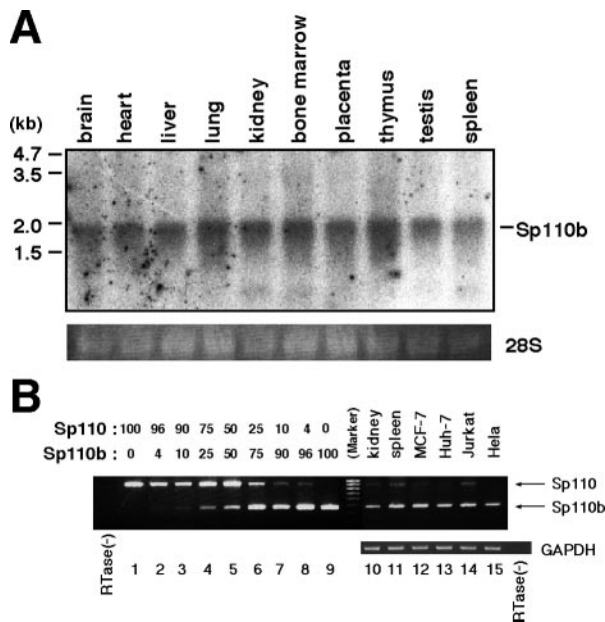 A
(kb)
brain
heart
liver
lung
kidney
bone marrow
placenta
thymus
testis
spleen
4.7
3.5
2.0
1.5
Sp110b
28S
B
Sp110 : 100 96 90 75 50 25 10 4 0
Sp110b : 0 4 10 25 50 75 90 96 100
(Marker)
kidney
spleen
MCF-7
Huh-7
Jurkat
Hela
Sp110
Sp110b
GAPDH
RTase(-)
1 2 3 4 5 6 7 8 9 10 11 12 13 14 15
RTase(-)